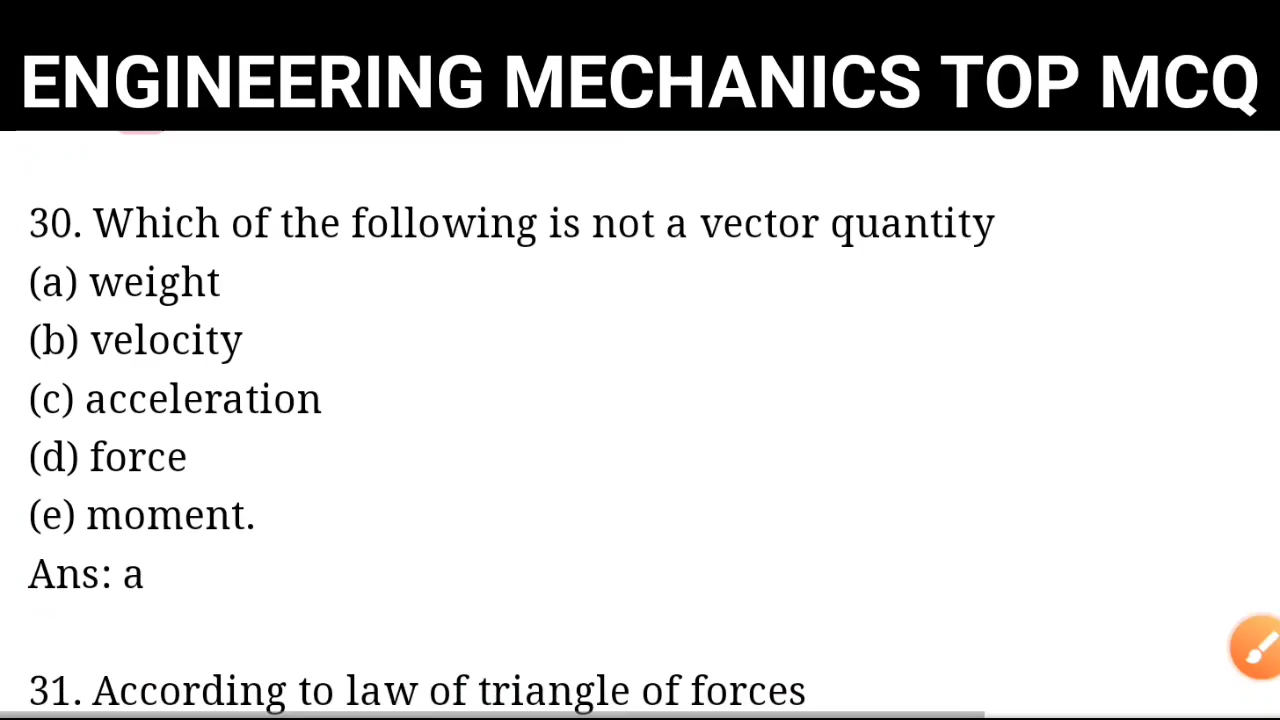 ENGINEERING MECHANICS TOP MCQ
30. Which of the following is not a vector quantity
(a) weight
(b) velocity
(c) acceleration
(d) force
(e) moment.
Ans: a
31. According to law of triangle of forces